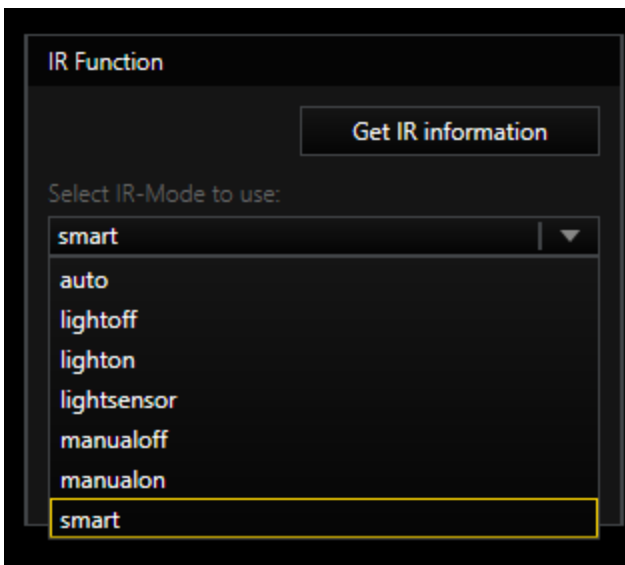 IR Function
Get IR information
Select IR-Mode to use:
smart
auto
lightoff
lighton
lightsensor
manualoff
manualon
smart